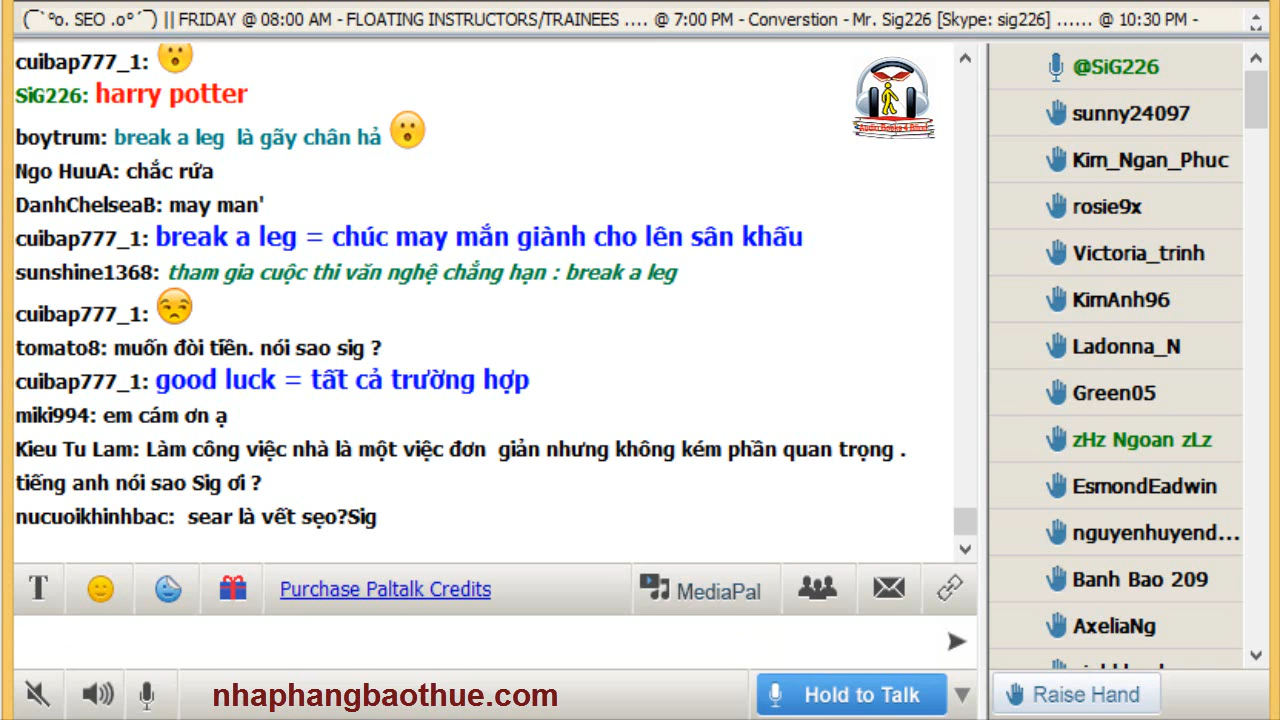 (¯`°o. SEO .o°´¯) || FRIDAY @ 08:00 AM - FLOATING INSTRUCTORS/TRAINEES .... @ 7:00 PM - Converstion - Mr. Sig226 [Skype: sig226] ...... @ 10:30 PM -
cuibap777_1:
SiG226: harry potter
boytrum: break a leg là gãy chân hả
Ngo HuuA: chắc rứa
DanhChelseaB: may man'
cuibap777_1: break a leg = chúc may mắn giành cho lên sân khấu
sunshine1368: tham gia cuộc thi văn nghệ chẳng hạn : break a leg
cuibap777_1:
tomato8: muốn đòi tiền. nói sao sig ?
cuibap777_1: good luck = tất cả trường hợp
miki994: em cám ơn ạ
Kieu Tu Lam: Làm công việc nhà là một việc đơn giản nhưng không kém phần quan trọng .
tiếng anh nói sao Sig ơi ?
nucuoikhinhbac: sear là vết sẹo?Sig
Audio Books 4 Blind
@SiG226
sunny24097
Kim_Ngan_Phuc
rosie9x
Victoria_trinh
KimAnh96
Ladonna_N
Green05
zHz Ngoan zLz
EsmondEadwin
nguyenhuyend...
Banh Bao 209
AxeliaNg
T
Purchase Paltalk Credits
MediaPal
nhaphangbaothue.com
Hold to Talk
Raise Hand